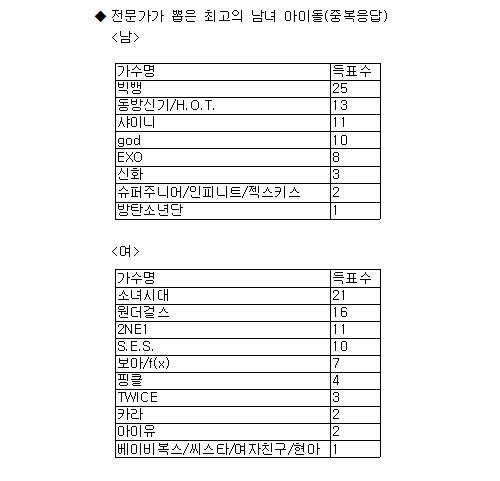 ◆ 전문가가 뽑은 최고의 남녀 아이돌(중복응답)
<남>
가수명 득표수
빅뱅 25
동방신기/H.O.T. 13
샤이니 11
god 10
EXO 8
신화 3
슈퍼주니어/인피니트/젝스키스 2
방탄소년단 1
<여>
가수명 득표수
소녀시대 21
원더걸스 16
2NE1 11
S.E.S. 10
보아/f(x) 7
핑클 4
TWICE 3
카라 2
아이유 2
베이비복스/씨스타/여자친구/현아 1